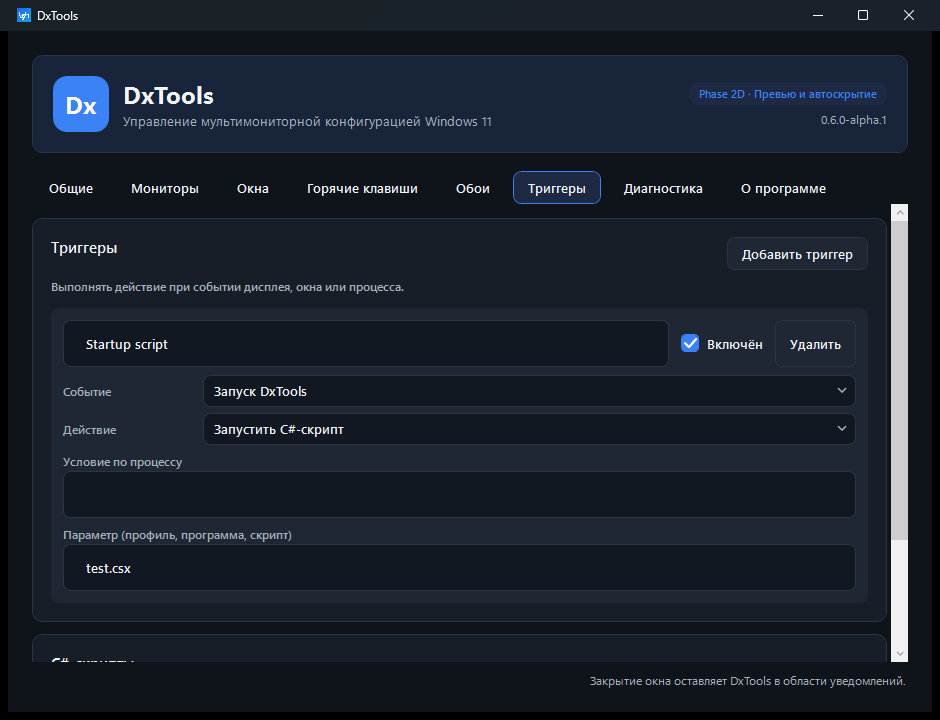 DxTools
Dx
DxTools
Управление мультимониторной конфигурацией Windows 11
Phase 2D · Превью и автоскрытие
0.6.0-alpha.1
Общие Мониторы Окна Горячие клавиши Обои Триггеры Диагностика О программе
Триггеры
Добавить триггер
Выполнять действие при событии дисплея, окна или процесса.
Startup script
Включён
Удалить
Событие
Запуск DxTools
Действие
Запустить C#-скрипт
Условие по процессу
Параметр (профиль, программа, скрипт)
test.csx
C#-скрипты
Закрытие окна оставляет DxTools в области уведомлений.